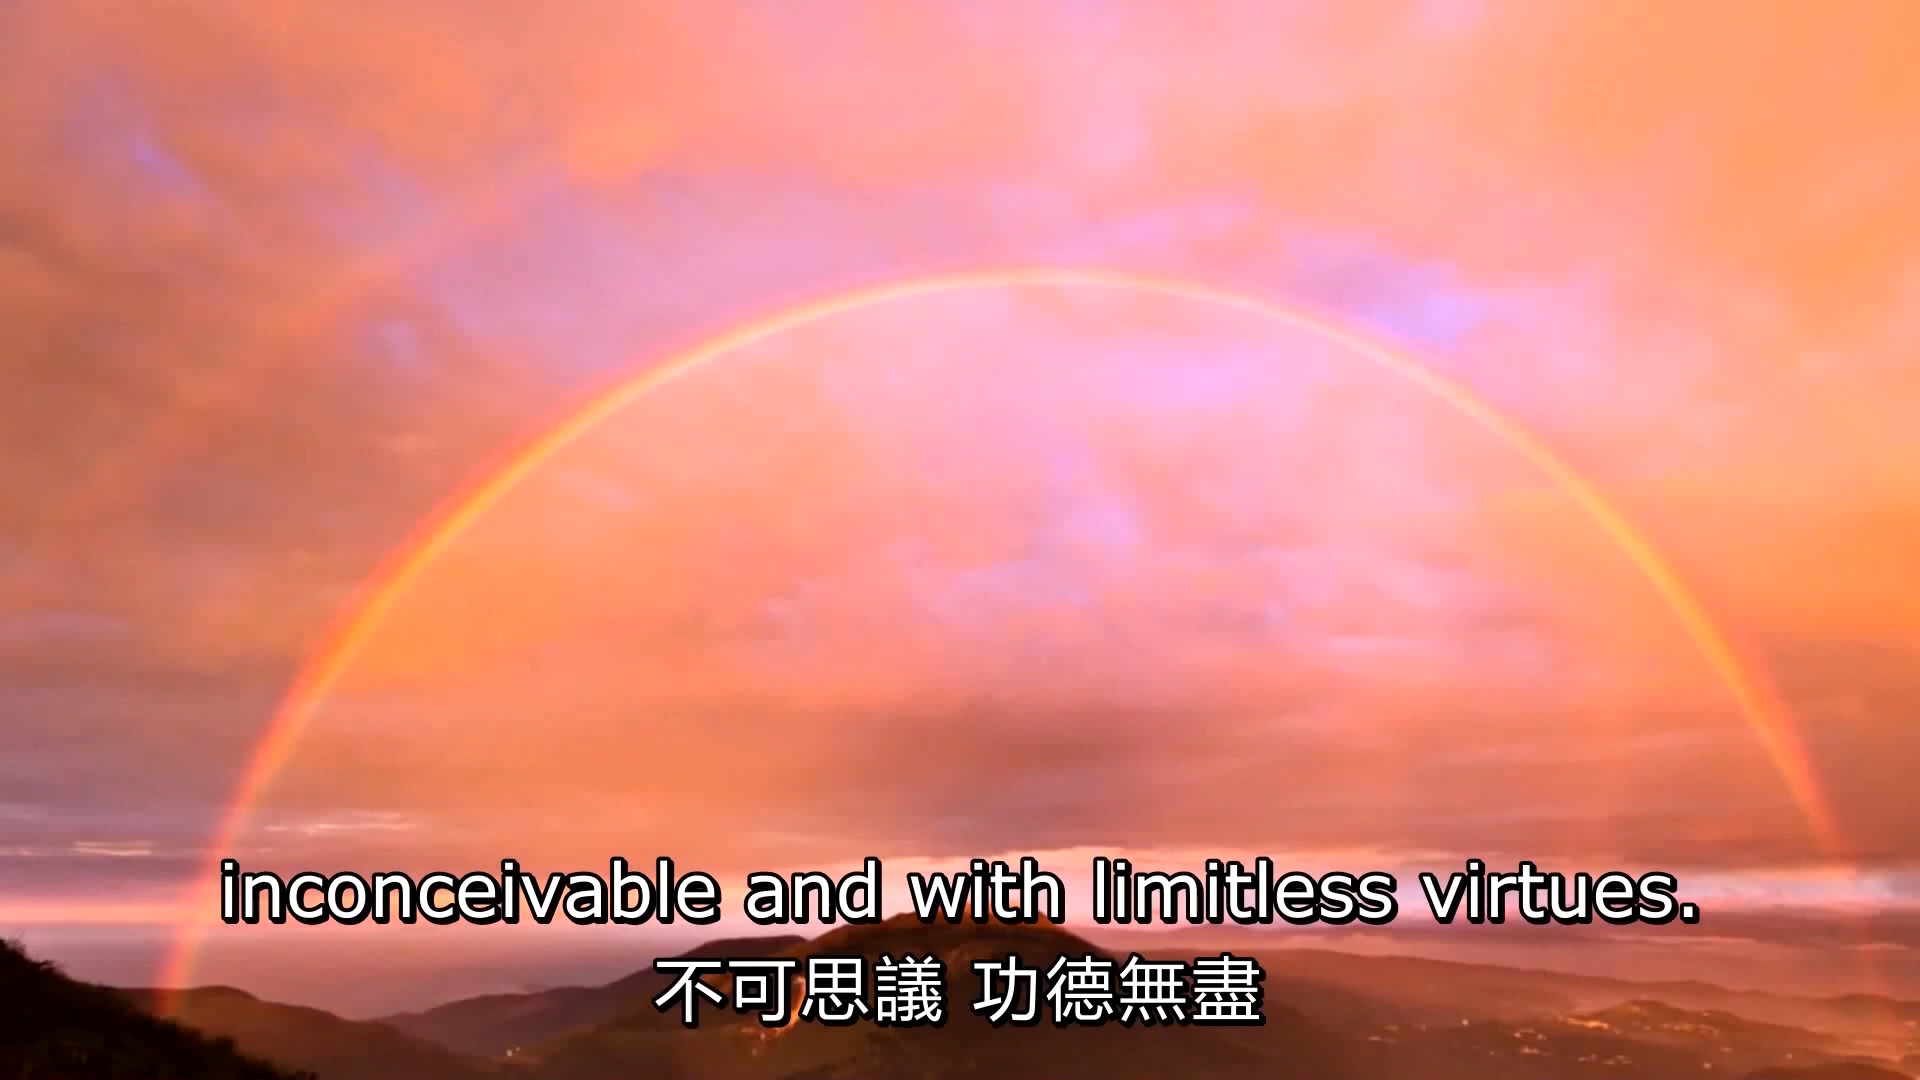 inconceivable and with limitless virtues.
不可思議 功德無盡